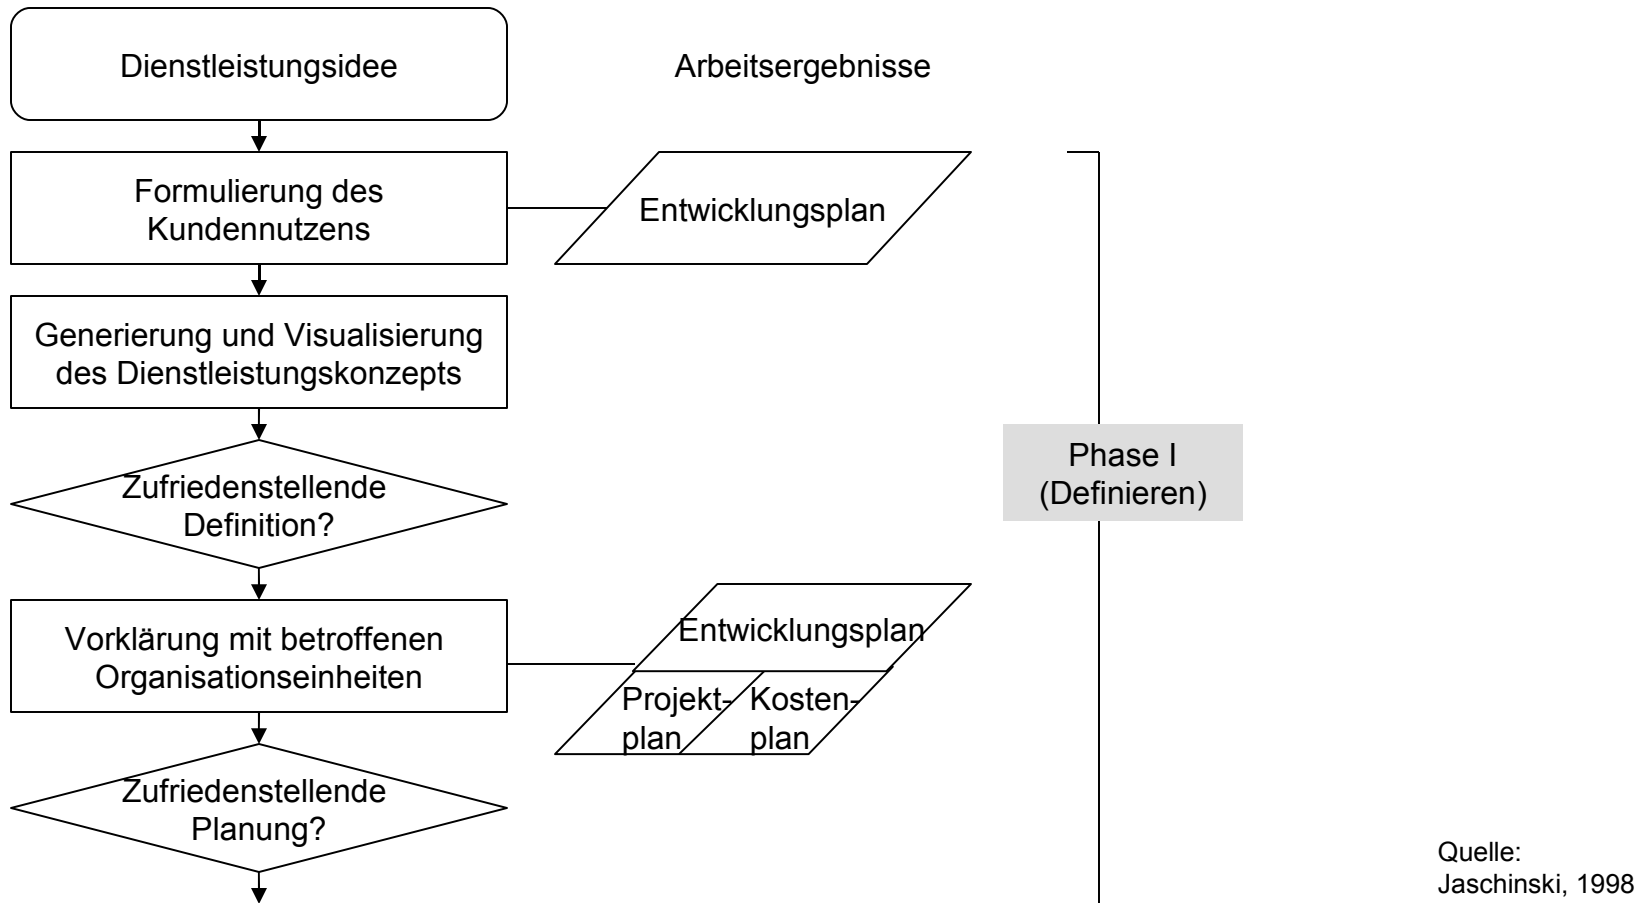 Dienstleistungsidee
Arbeitsergebnisse
Formulierung des
Kundennutzens
Entwicklungsplan
Generierung und Visualisierung
des Dienstleistungskonzepts
Zufriedenstellende
Definition?
Phase I
(Definieren)
Vorklärung mit betroffenen
Organisationseinheiten
Entwicklungsplan
Projekt-
plan
Kosten-
plan
Zufriedenstellende
Planung?
Quelle:
Jaschinski, 1998